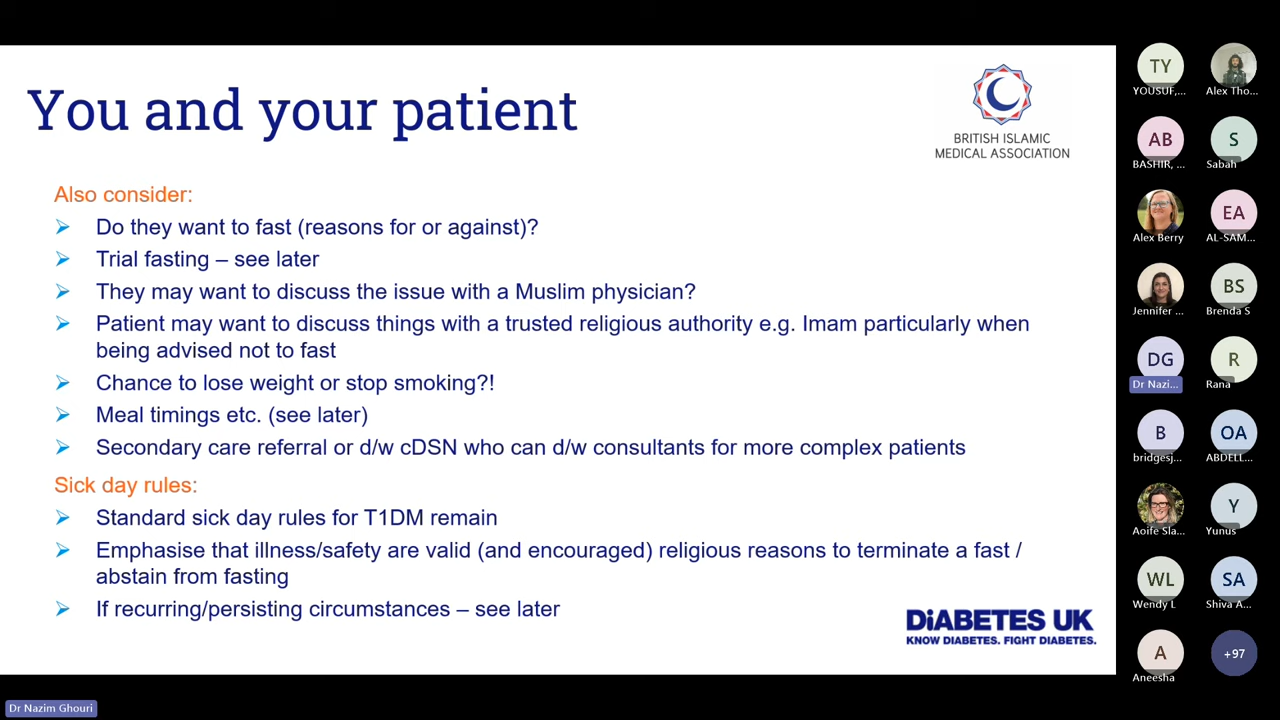 You and your patient
BRITISH ISLAMIC
MEDICAL ASSOCIATION
Also consider:
➢ Do they want to fast (reasons for or against)?
➢ Trial fasting – see later
➢ They may want to discuss the issue with a Muslim physician?
➢ Patient may want to discuss things with a trusted religious authority e.g. Imam particularly when
being advised not to fast
➢ Chance to lose weight or stop smoking?!
➢ Meal timings etc. (see later)
➢ Secondary care referral or d/w cDSN who can d/w consultants for more complex patients
Sick day rules:
➢ Standard sick day rules for T1DM remain
➢ Emphasise that illness/safety are valid (and encouraged) religious reasons to terminate a fast /
abstain from fasting
➢ If recurring/persisting circumstances – see later
DiABETES UK
KNOW DIABETES. FIGHT DIABETES.
Dr Nazim Ghouri
TY
YOUSUF,...
Alex Tho...
AB
BASHIR, ...
S
Sabah
Alex Berry
EA
AL-SAM...
Jennifer ...
BS
Brenda S
DG
Dr Nazi...
R
Rana
B
bridgesj...
OA
ABDELL...
Aoife Sla...
Y
Yunus
WL
Wendy L
SA
Shiva A...
A
Aneesha
+97